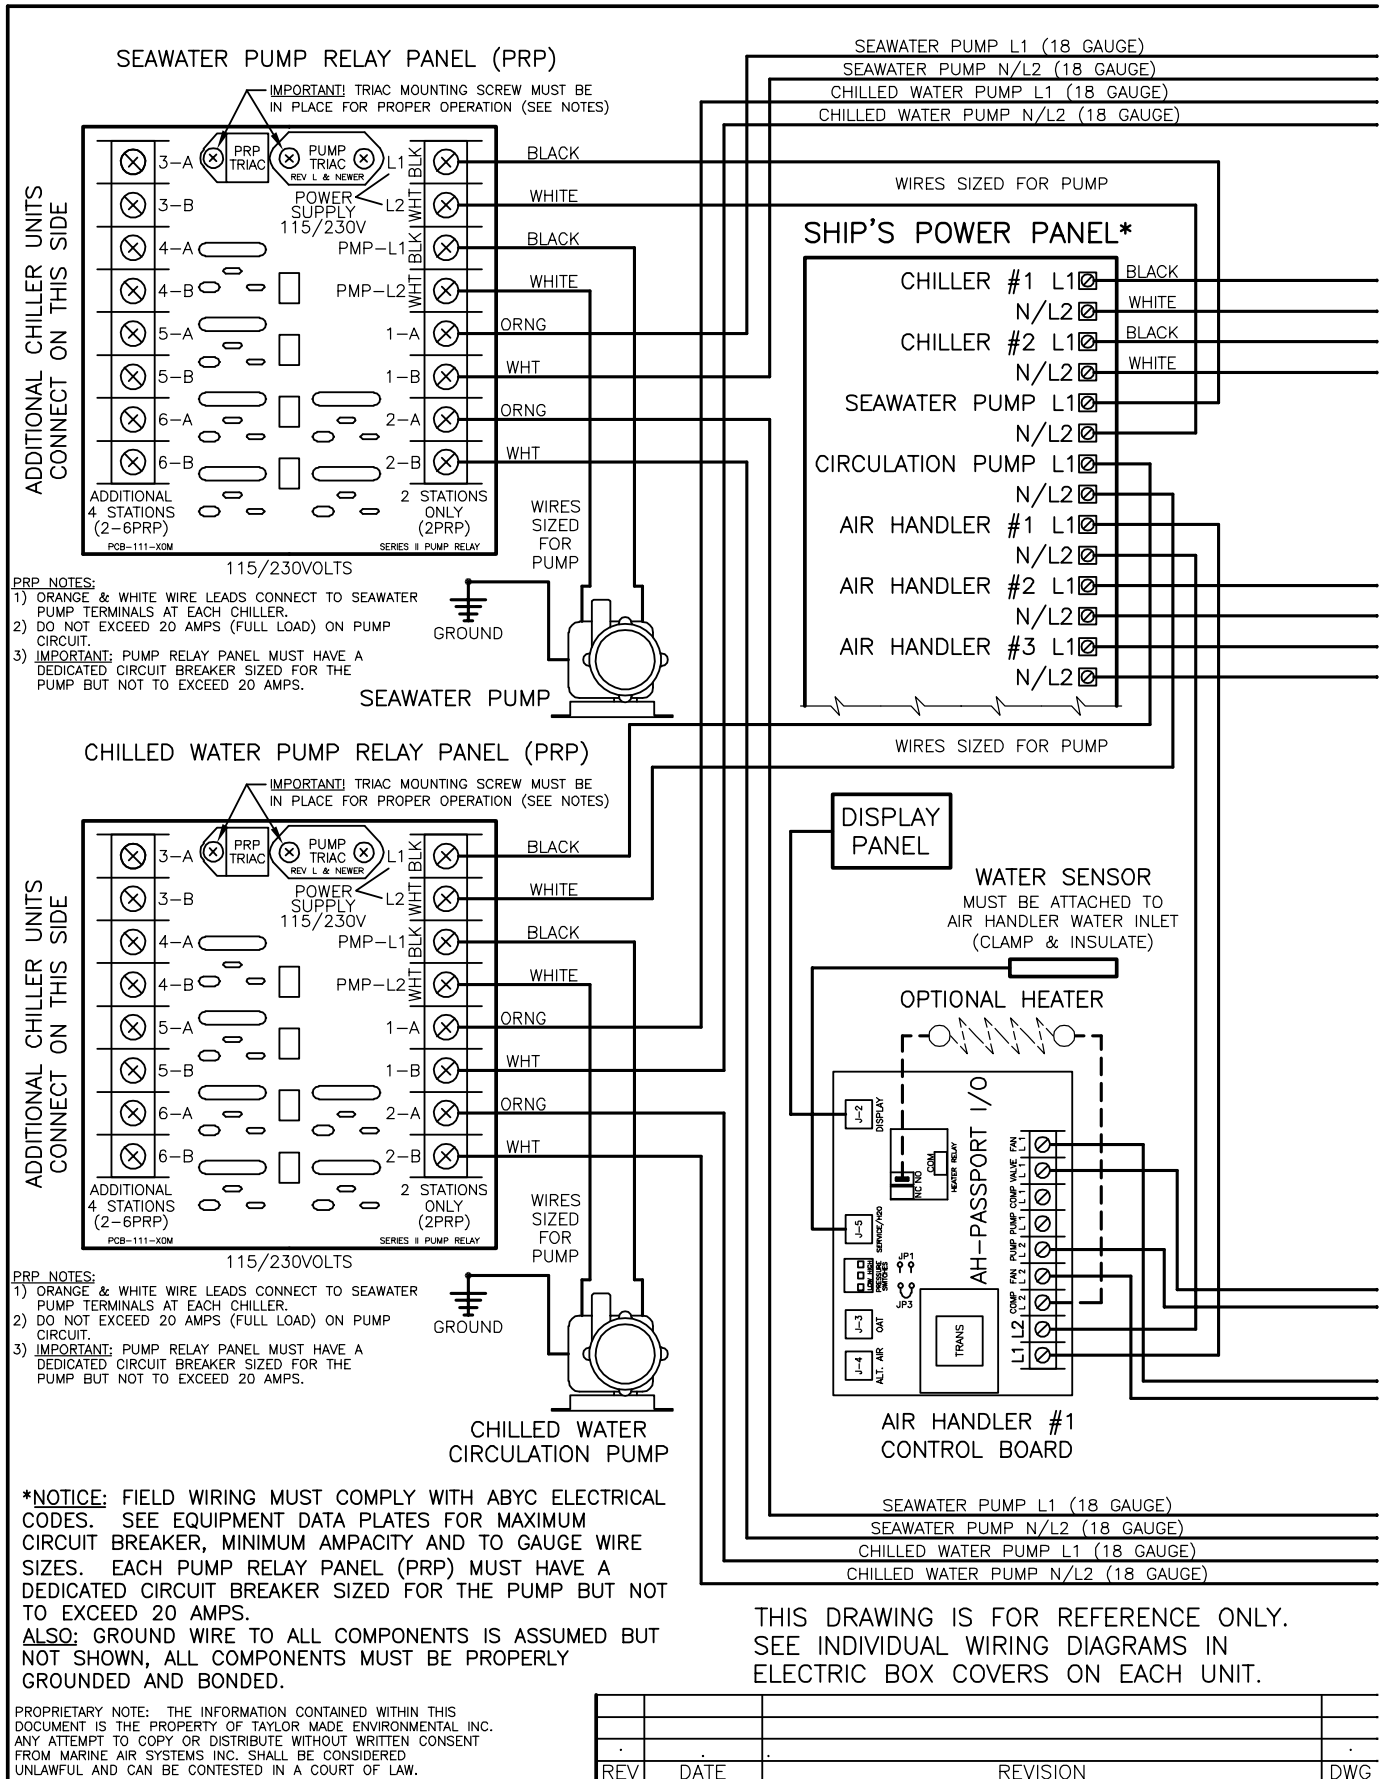 SEAWATER PUMP RELAY PANEL (PRP)
IMPORTANT! TRIAC MOUNTING SCREW MUST BE
IN PLACE FOR PROPER OPERATION (SEE NOTES)
ADDITIONAL CHILLER UNITS
CONNECT ON THIS SIDE
3-A
3-B
4-A
4-B
5-A
5-B
6-A
6-B
PRP
TRIAC
PUMP
TRIAC
REV L & NEWER
POWER
SUPPLY
115/230V
L1
L2
PMP-L1
PMP-L2
1-A
1-B
2-A
2-B
BLK
WHT
BLK
WHT
BLACK
WHITE
BLACK
WHITE
ORNG
WHT
ORNG
WHT
ADDITIONAL
4 STATIONS
(2-6PRP)
PCB-111-XOM
2 STATIONS
ONLY
(2PRP)
SERIES II PUMP RELAY
115/230VOLTS
WIRES
SIZED
FOR
PUMP
PRP NOTES:
1) ORANGE & WHITE WIRE LEADS CONNECT TO SEAWATER
PUMP TERMINALS AT EACH CHILLER.
2) DO NOT EXCEED 20 AMPS (FULL LOAD) ON PUMP
CIRCUIT.
3) IMPORTANT: PUMP RELAY PANEL MUST HAVE A
DEDICATED CIRCUIT BREAKER SIZED FOR THE
PUMP BUT NOT TO EXCEED 20 AMPS.
GROUND
SEAWATER PUMP
SEAWATER PUMP L1 (18 GAUGE)
SEAWATER PUMP N/L2 (18 GAUGE)
CHILLED WATER PUMP L1 (18 GAUGE)
CHILLED WATER PUMP N/L2 (18 GAUGE)
WIRES SIZED FOR PUMP
SHIP'S POWER PANEL*
CHILLER #1 L1
N/L2
CHILLER #2 L1
N/L2
SEAWATER PUMP L1
N/L2
CIRCULATION PUMP L1
N/L2
AIR HANDLER #1 L1
N/L2
AIR HANDLER #2 L1
N/L2
AIR HANDLER #3 L1
N/L2
BLACK
WHITE
BLACK
WHITE
WIRES SIZED FOR PUMP
CHILLED WATER PUMP RELAY PANEL (PRP)
IMPORTANT! TRIAC MOUNTING SCREW MUST BE
IN PLACE FOR PROPER OPERATION (SEE NOTES)
ADDITIONAL CHILLER UNITS
CONNECT ON THIS SIDE
3-A
3-B
4-A
4-B
5-A
5-B
6-A
6-B
PRP
TRIAC
PUMP
TRIAC
REV L & NEWER
POWER
SUPPLY
115/230V
L1
L2
PMP-L1
PMP-L2
1-A
1-B
2-A
2-B
BLK
WHT
BLK
WHT
BLACK
WHITE
BLACK
WHITE
ORNG
WHT
ORNG
WHT
ADDITIONAL
4 STATIONS
(2-6PRP)
PCB-111-XOM
2 STATIONS
ONLY
(2PRP)
SERIES II PUMP RELAY
115/230VOLTS
WIRES
SIZED
FOR
PUMP
PRP NOTES:
1) ORANGE & WHITE WIRE LEADS CONNECT TO SEAWATER
PUMP TERMINALS AT EACH CHILLER.
2) DO NOT EXCEED 20 AMPS (FULL LOAD) ON PUMP
CIRCUIT.
3) IMPORTANT: PUMP RELAY PANEL MUST HAVE A
DEDICATED CIRCUIT BREAKER SIZED FOR THE
PUMP BUT NOT TO EXCEED 20 AMPS.
GROUND
CHILLED WATER
CIRCULATION PUMP
DISPLAY
PANEL
WATER SENSOR
MUST BE ATTACHED TO
AIR HANDLER WATER INLET
(CLAMP & INSULATE)
OPTIONAL HEATER
J-2
DISPLAY
NC NO
COM
HEATER RELAY
AH-PASSPORT I/O
J-5
SERVICE/H2O
PRESSURE
SWITCHES
JP1
JP3
J-3
OAT
J-4
ALT. AIR
TRANS
FAN L1
VALVE L1
COMP L1
PUMP L1
PUMP L2
FAN L2
COMP L2
L2
L1
AIR HANDLER #1
CONTROL BOARD
SEAWATER PUMP L1 (18 GAUGE)
SEAWATER PUMP N/L2 (18 GAUGE)
CHILLED WATER PUMP L1 (18 GAUGE)
CHILLED WATER PUMP N/L2 (18 GAUGE)
*NOTICE: FIELD WIRING MUST COMPLY WITH ABYC ELECTRICAL
CODES. SEE EQUIPMENT DATA PLATES FOR MAXIMUM
CIRCUIT BREAKER, MINIMUM AMPACITY AND TO GAUGE WIRE
SIZES. EACH PUMP RELAY PANEL (PRP) MUST HAVE A
DEDICATED CIRCUIT BREAKER SIZED FOR THE PUMP BUT NOT
TO EXCEED 20 AMPS.
ALSO: GROUND WIRE TO ALL COMPONENTS IS ASSUMED BUT
NOT SHOWN, ALL COMPONENTS MUST BE PROPERLY
GROUNDED AND BONDED.
THIS DRAWING IS FOR REFERENCE ONLY.
SEE INDIVIDUAL WIRING DIAGRAMS IN
ELECTRIC BOX COVERS ON EACH UNIT.
PROPRIETARY NOTE: THE INFORMATION CONTAINED WITHIN THIS
DOCUMENT IS THE PROPERTY OF TAYLOR MADE ENVIRONMENTAL INC.
ANY ATTEMPT TO COPY OR DISTRIBUTE WITHOUT WRITTEN CONSENT
FROM MARINE AIR SYSTEMS INC. SHALL BE CONSIDERED
UNLAWFUL AND CAN BE CONTESTED IN A COURT OF LAW.
REV
DATE
REVISION
DWG